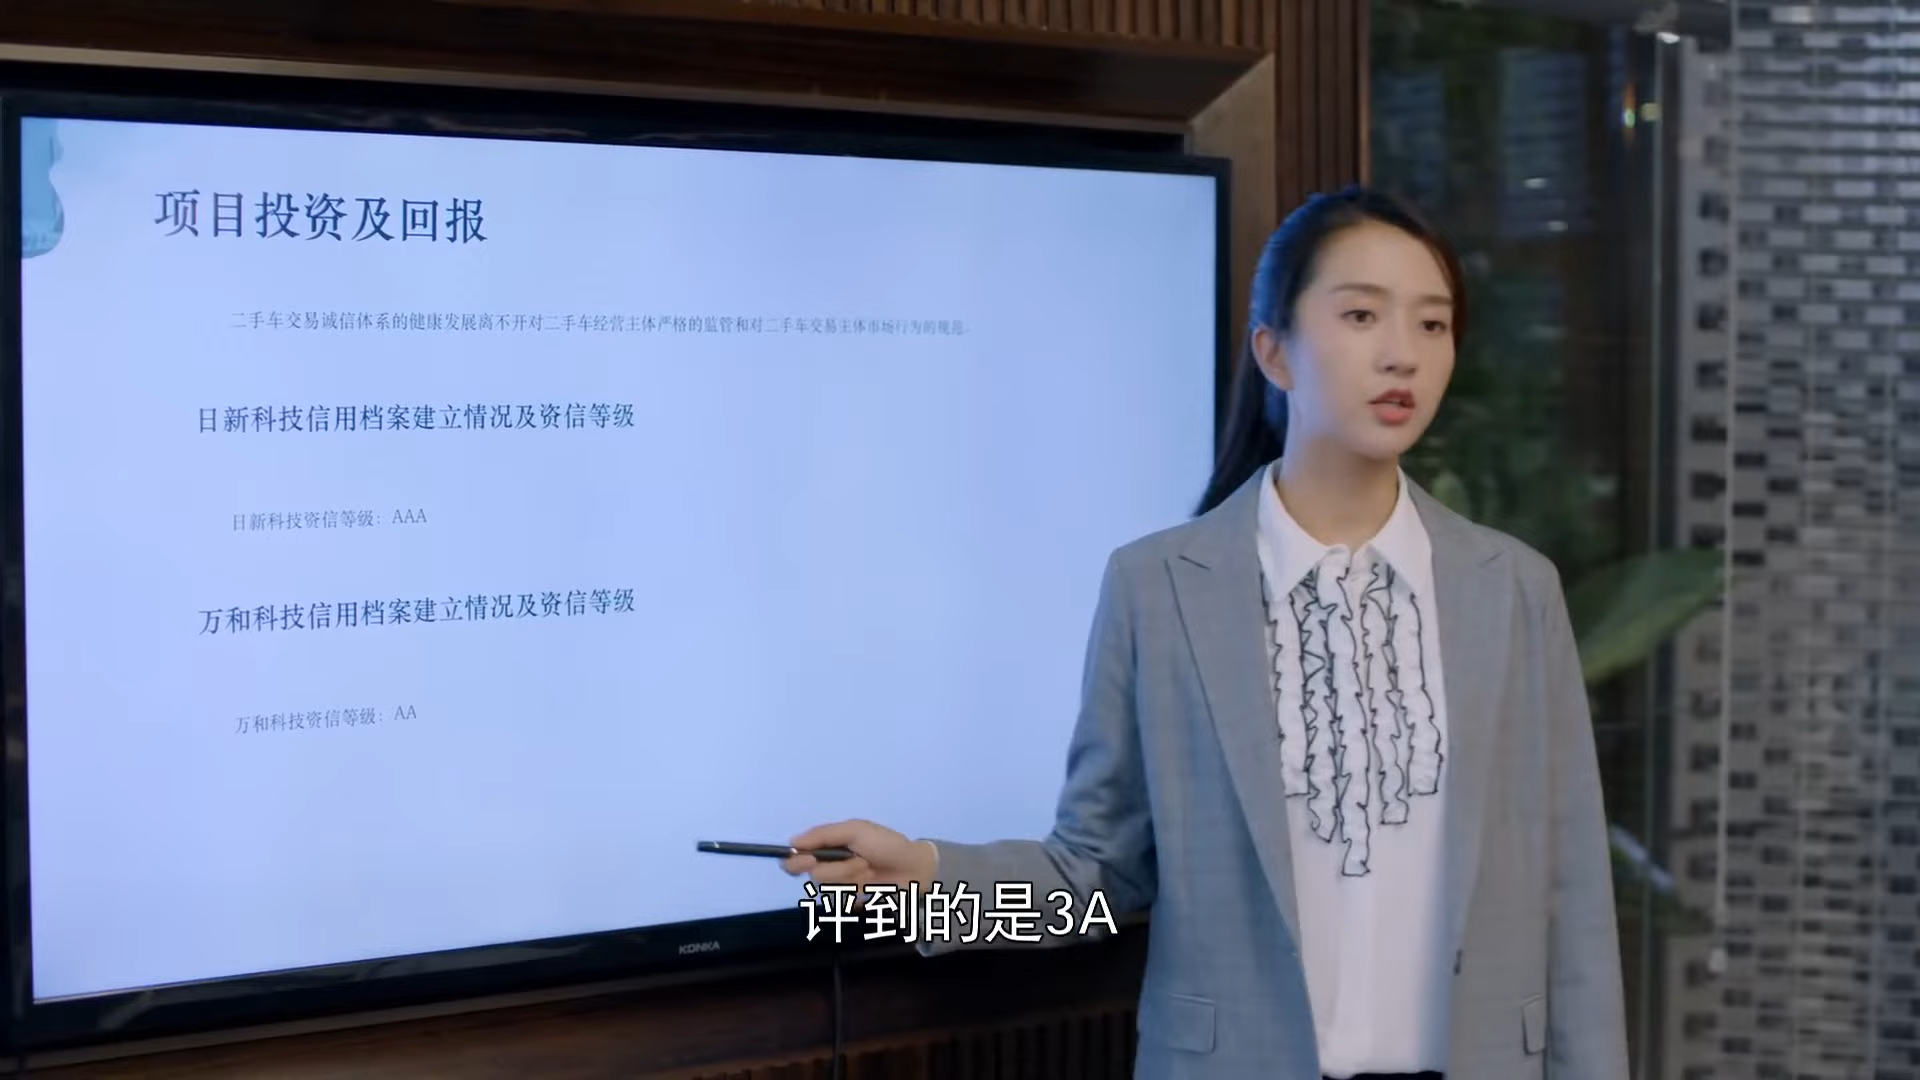 项目投资及回报
二手车交易诚信体系的健康发展离不开对二手车经营主体严格的监管和对二手车交易主体市场行为的规范。
日新科技信用档案建立情况及资信等级
日新科技资信等级：AAA
万和科技信用档案建立情况及资信等级
万和科技资信等级：AA
评到的是3A
KONKA